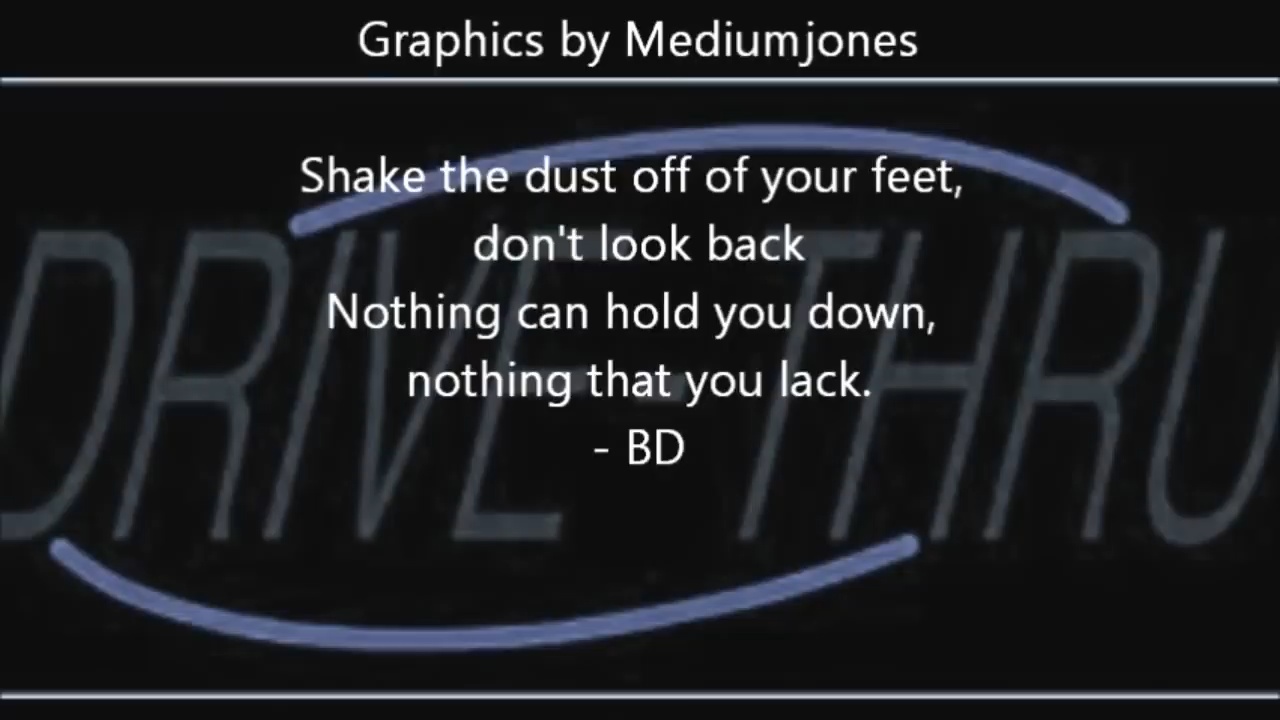 Graphics by Mediumjones
Shake the dust off of your feet,
don't look back
Nothing can hold you down,
nothing that you lack.
- BD
DRIVE-THRU